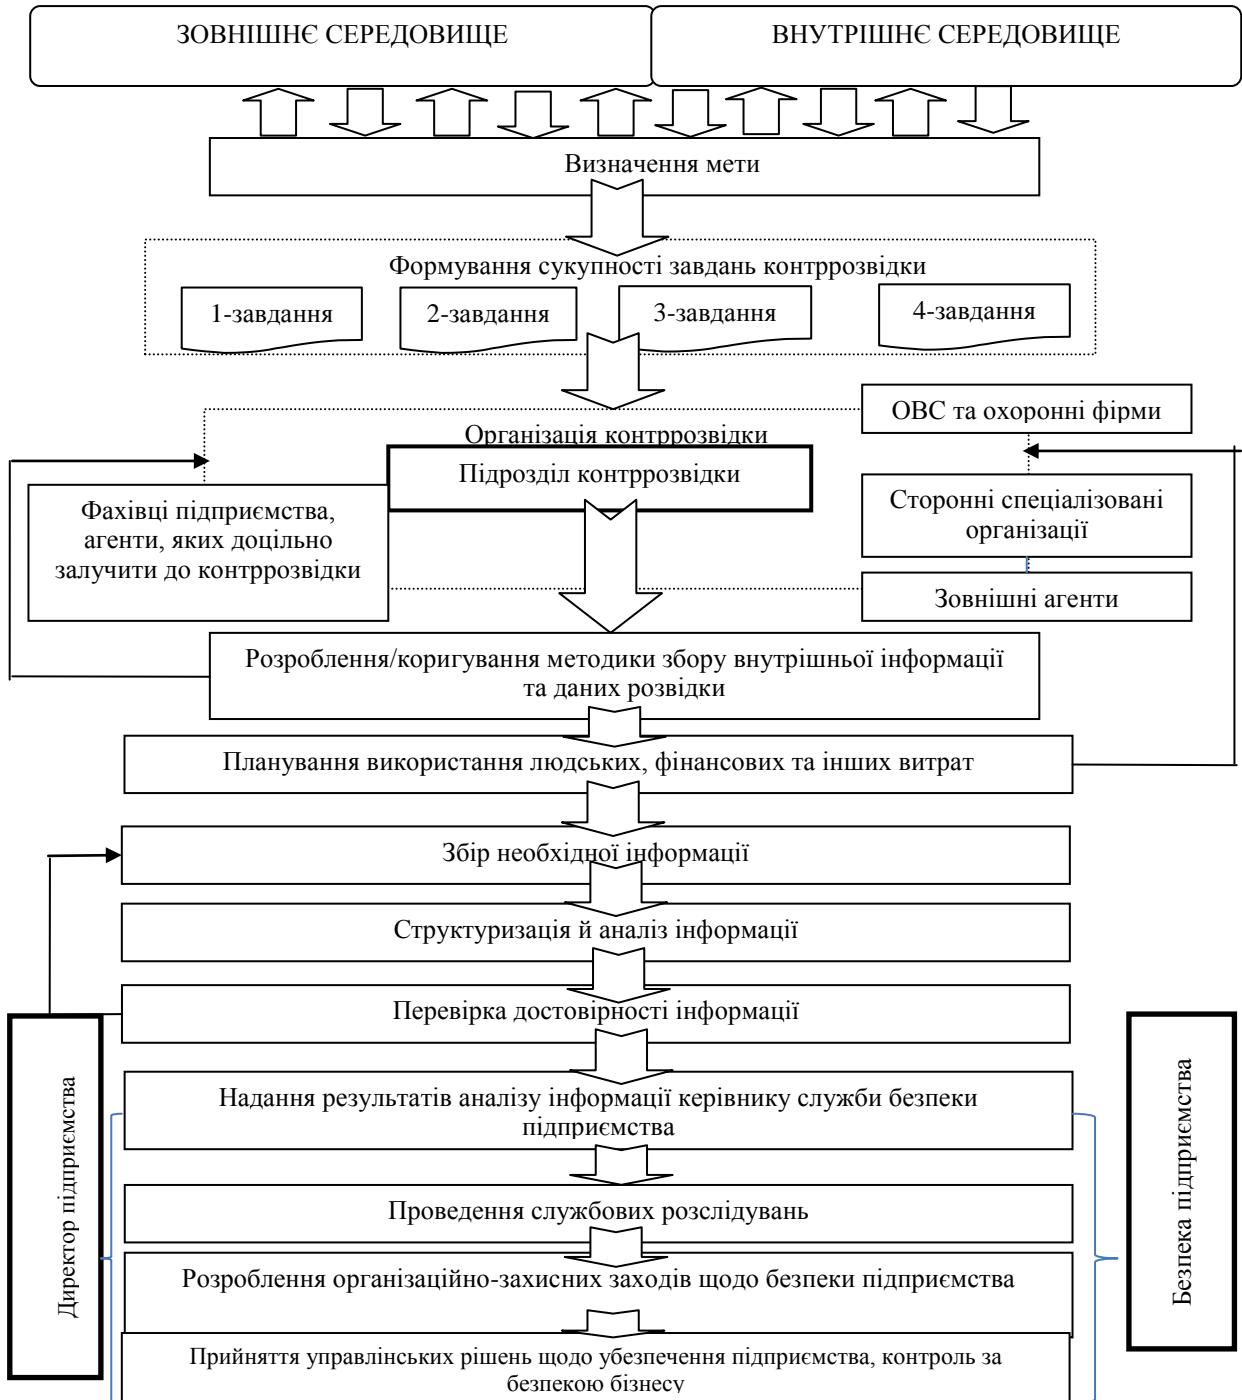 ЗОВНІШНЄ СЕРЕДОВИЩЕ
ВНУТРІШНЄ СЕРЕДОВИЩЕ
Визначення мети
Формування сукупності завдань контррозвідки
1-завдання
2-завдання
3-завдання
4-завдання
ОВС та охоронні фірми
Організація контррозвідки
Підрозділ контррозвідки
Фахівці підприємства,
агенти, яких доцільно
залучити до контррозвідки
Сторонні спеціалізовані
організації
Зовнішні агенти
Розроблення/коригування методики збору внутрішньої інформації
та даних розвідки
Планування використання людських, фінансових та інших витрат
Збір необхідної інформації
Структуризація й аналіз інформації
Перевірка достовірності інформації
Директор підприємства
Безпека підприємства
Надання результатів аналізу інформації керівнику служби безпеки
підприємства
Проведення службових розслідувань
Розроблення організаційно-захисних заходів щодо безпеки підприємства
Прийняття управлінських рішень щодо убезпечення підприємства, контроль за
безпекою бізнесу